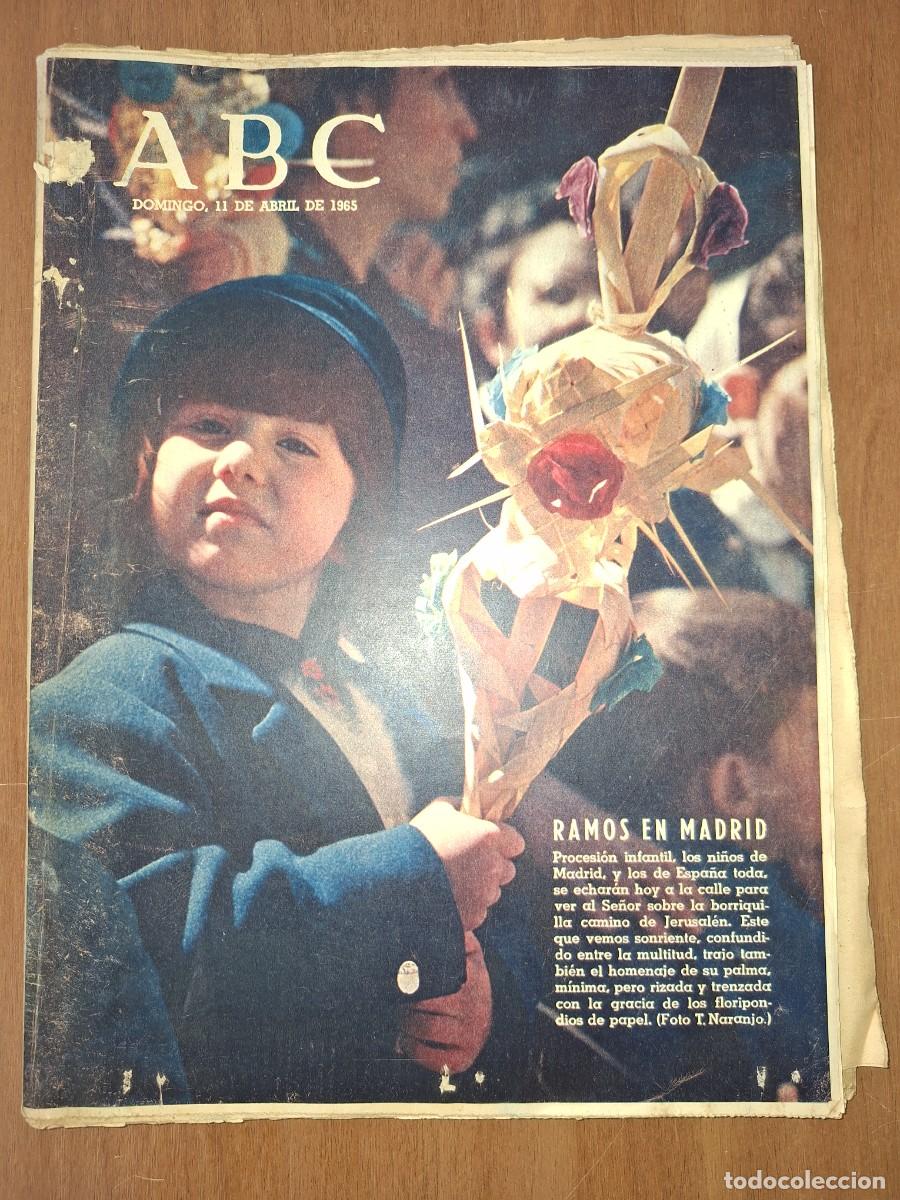 ABC
DOMINGO, 11 DE ABRIL DE 1965
RAMOS EN MADRID
Procesión infantil, los niños de
Madrid, y los de España toda,
se echarán hoy a la calle para
ver al Señor sobre la borriqui-
lla camino de Jerusalén. Este
que vemos sonriente, confundi-
do entre la multitud, trajo tam-
bién el homenaje de su palma,
mínima, pero rizada y trenzada
con la gracia de los floripon-
dios de papel. (Foto T. Naranjo.)
todocoleccion